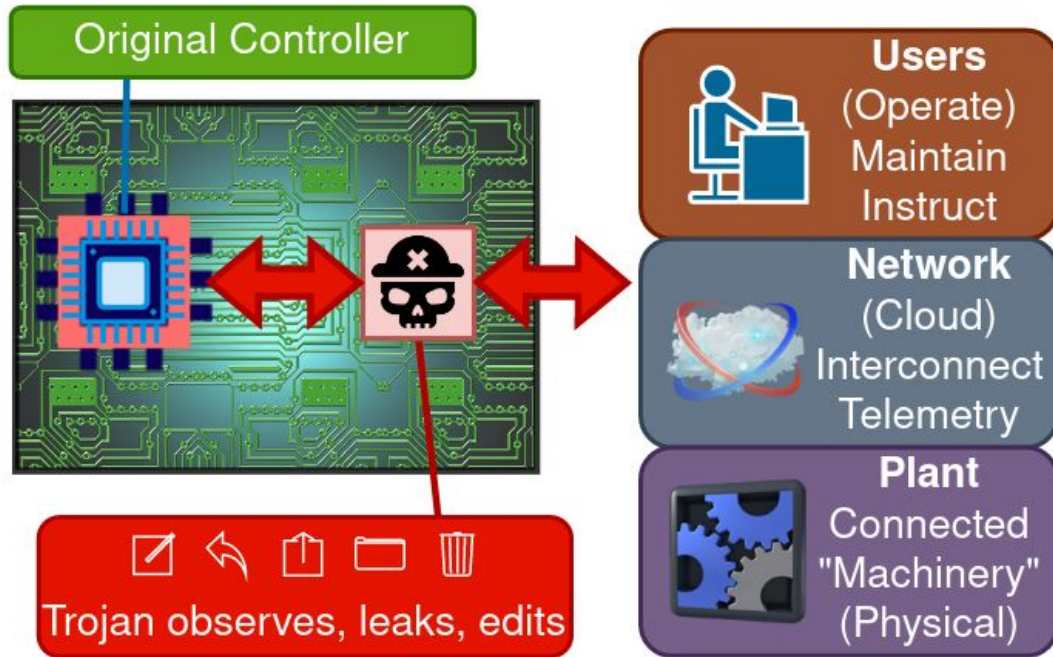 Original Controller
Trojan observes, leaks, edits
Users
(Operate)
Maintain
Instruct
Network
(Cloud)
Interconnect
Telemetry
Plant
Connected
"Machinery"
(Physical)